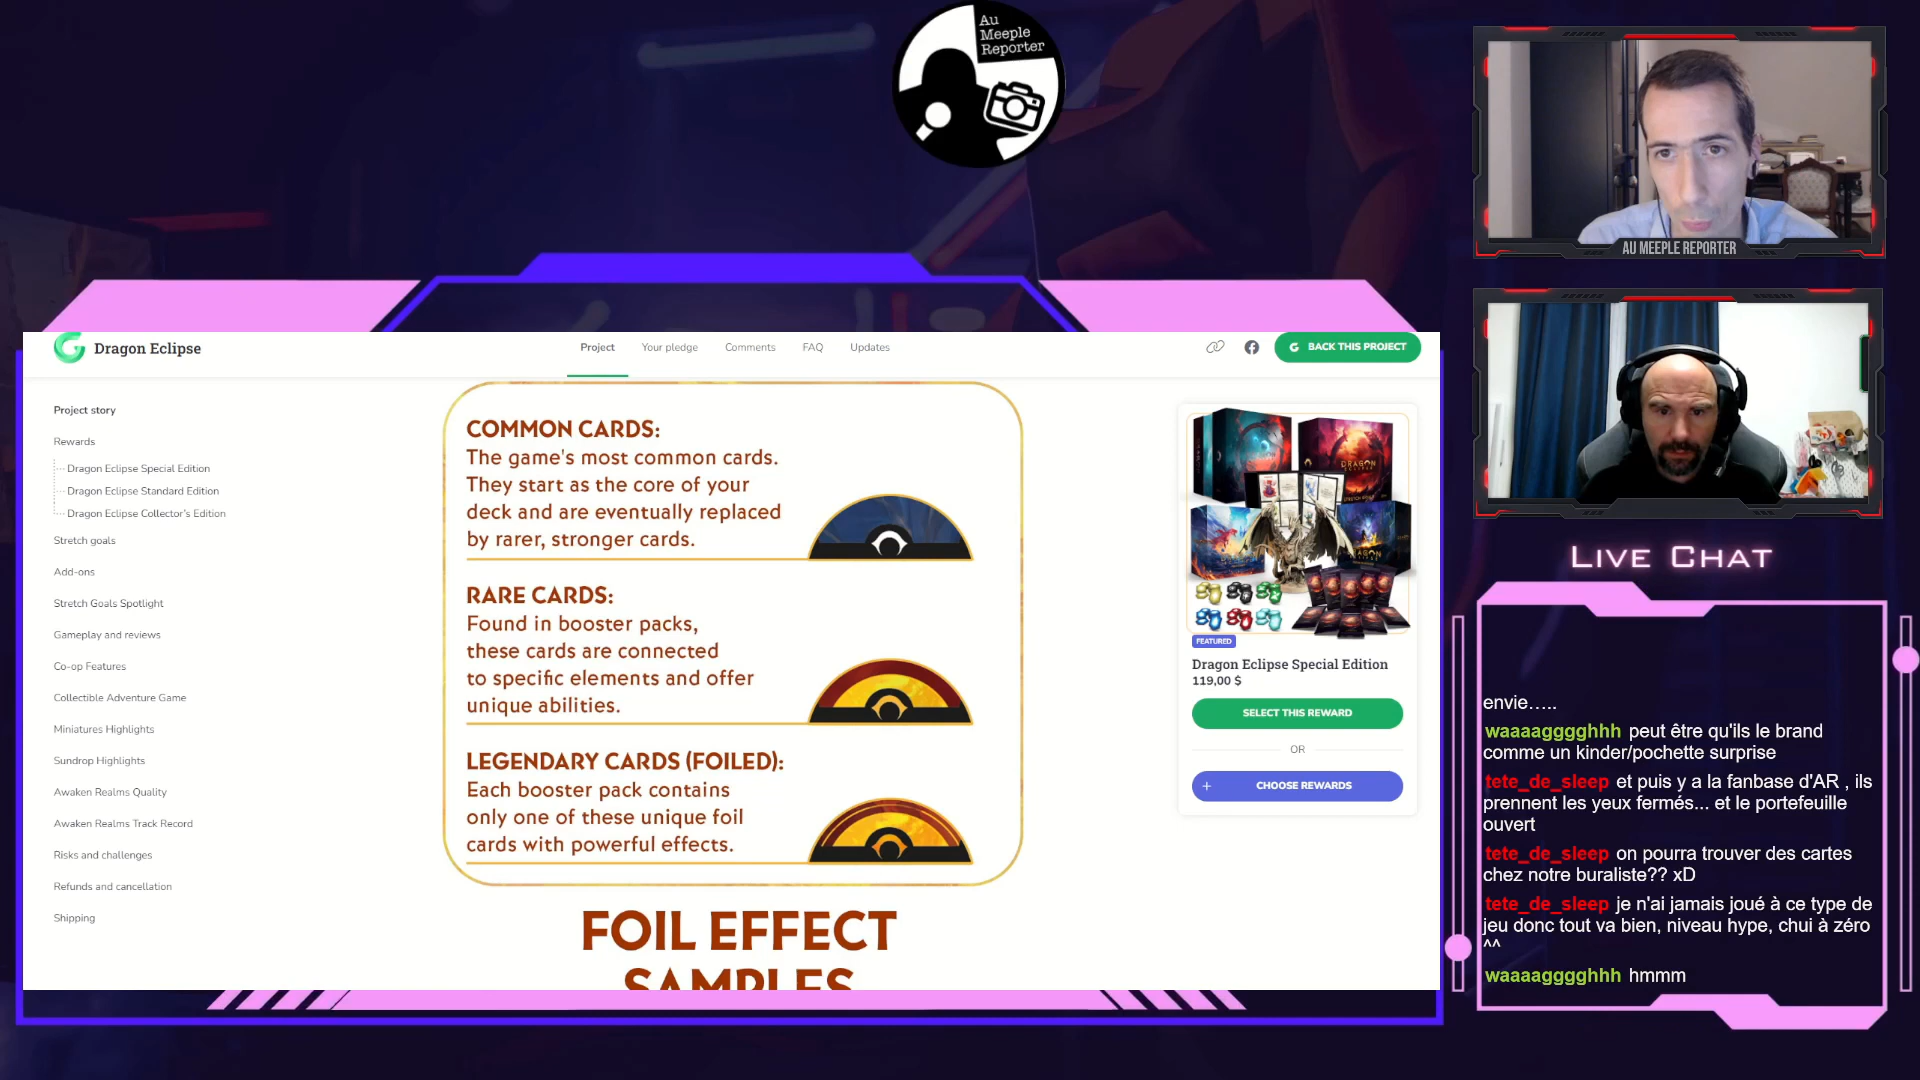 Au
Meeple
Reporter
AU MEEPLE REPORTER
Dragon Eclipse
Project
Your pledge
Comments
FAQ
Updates
BACK THIS PROJECT
Project story
Rewards
Dragon Eclipse Special Edition
Dragon Eclipse Standard Edition
Dragon Eclipse Collector's Edition
Stretch goals
Add-ons
Stretch Goals Spotlight
Gameplay and reviews
Co-op Features
Collectible Adventure Game
Miniatures Highlights
Sundrop Highlights
Awaken Realms Quality
Awaken Realms Track Record
Risks and challenges
Refunds and cancellation
Shipping
COMMON CARDS:
The game's most common cards.
They start as the core of your
deck and are eventually replaced
by rarer, stronger cards.
RARE CARDS:
Found in booster packs,
these cards are connected
to specific elements and offer
unique abilities.
LEGENDARY CARDS (FOILED):
Each booster pack contains
only one of these unique foil
cards with powerful effects.
FOIL EFFECT
SAMPLES
DRAGON
ECLIPSE
FEATURED
Dragon Eclipse Special Edition
119,00 $
SELECT THIS REWARD
OR
+ CHOOSE REWARDS
LIVE CHAT
envie…..
waaaagggghhh peut être qu'ils le brand
comme un kinder/pochette surprise
tete_de_sleep et puis y a la fanbase d'AR , ils
prennent les yeux fermés... et le portefeuille
ouvert
tete_de_sleep on pourra trouver des cartes
chez notre buraliste?? xD
tete_de_sleep je n'ai jamais joué à ce type de
jeu donc tout va bien, niveau hype, chui à zéro
^^
waaaagggghhh hmmm